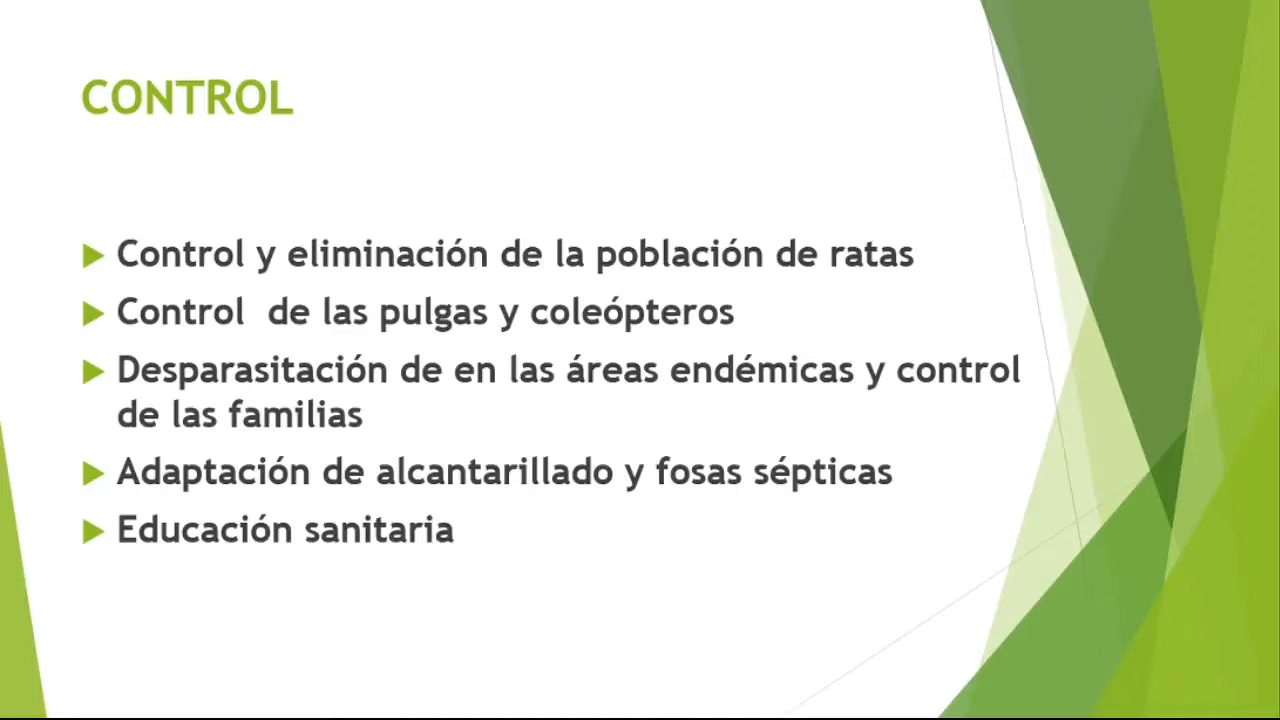 CONTROL
Control y eliminación de la población de ratas
Control  de las pulgas y coleópteros
Desparasitación de en las áreas endémicas y control
de las familias
Adaptación de alcantarillado y fosas sépticas
Educación sanitaria